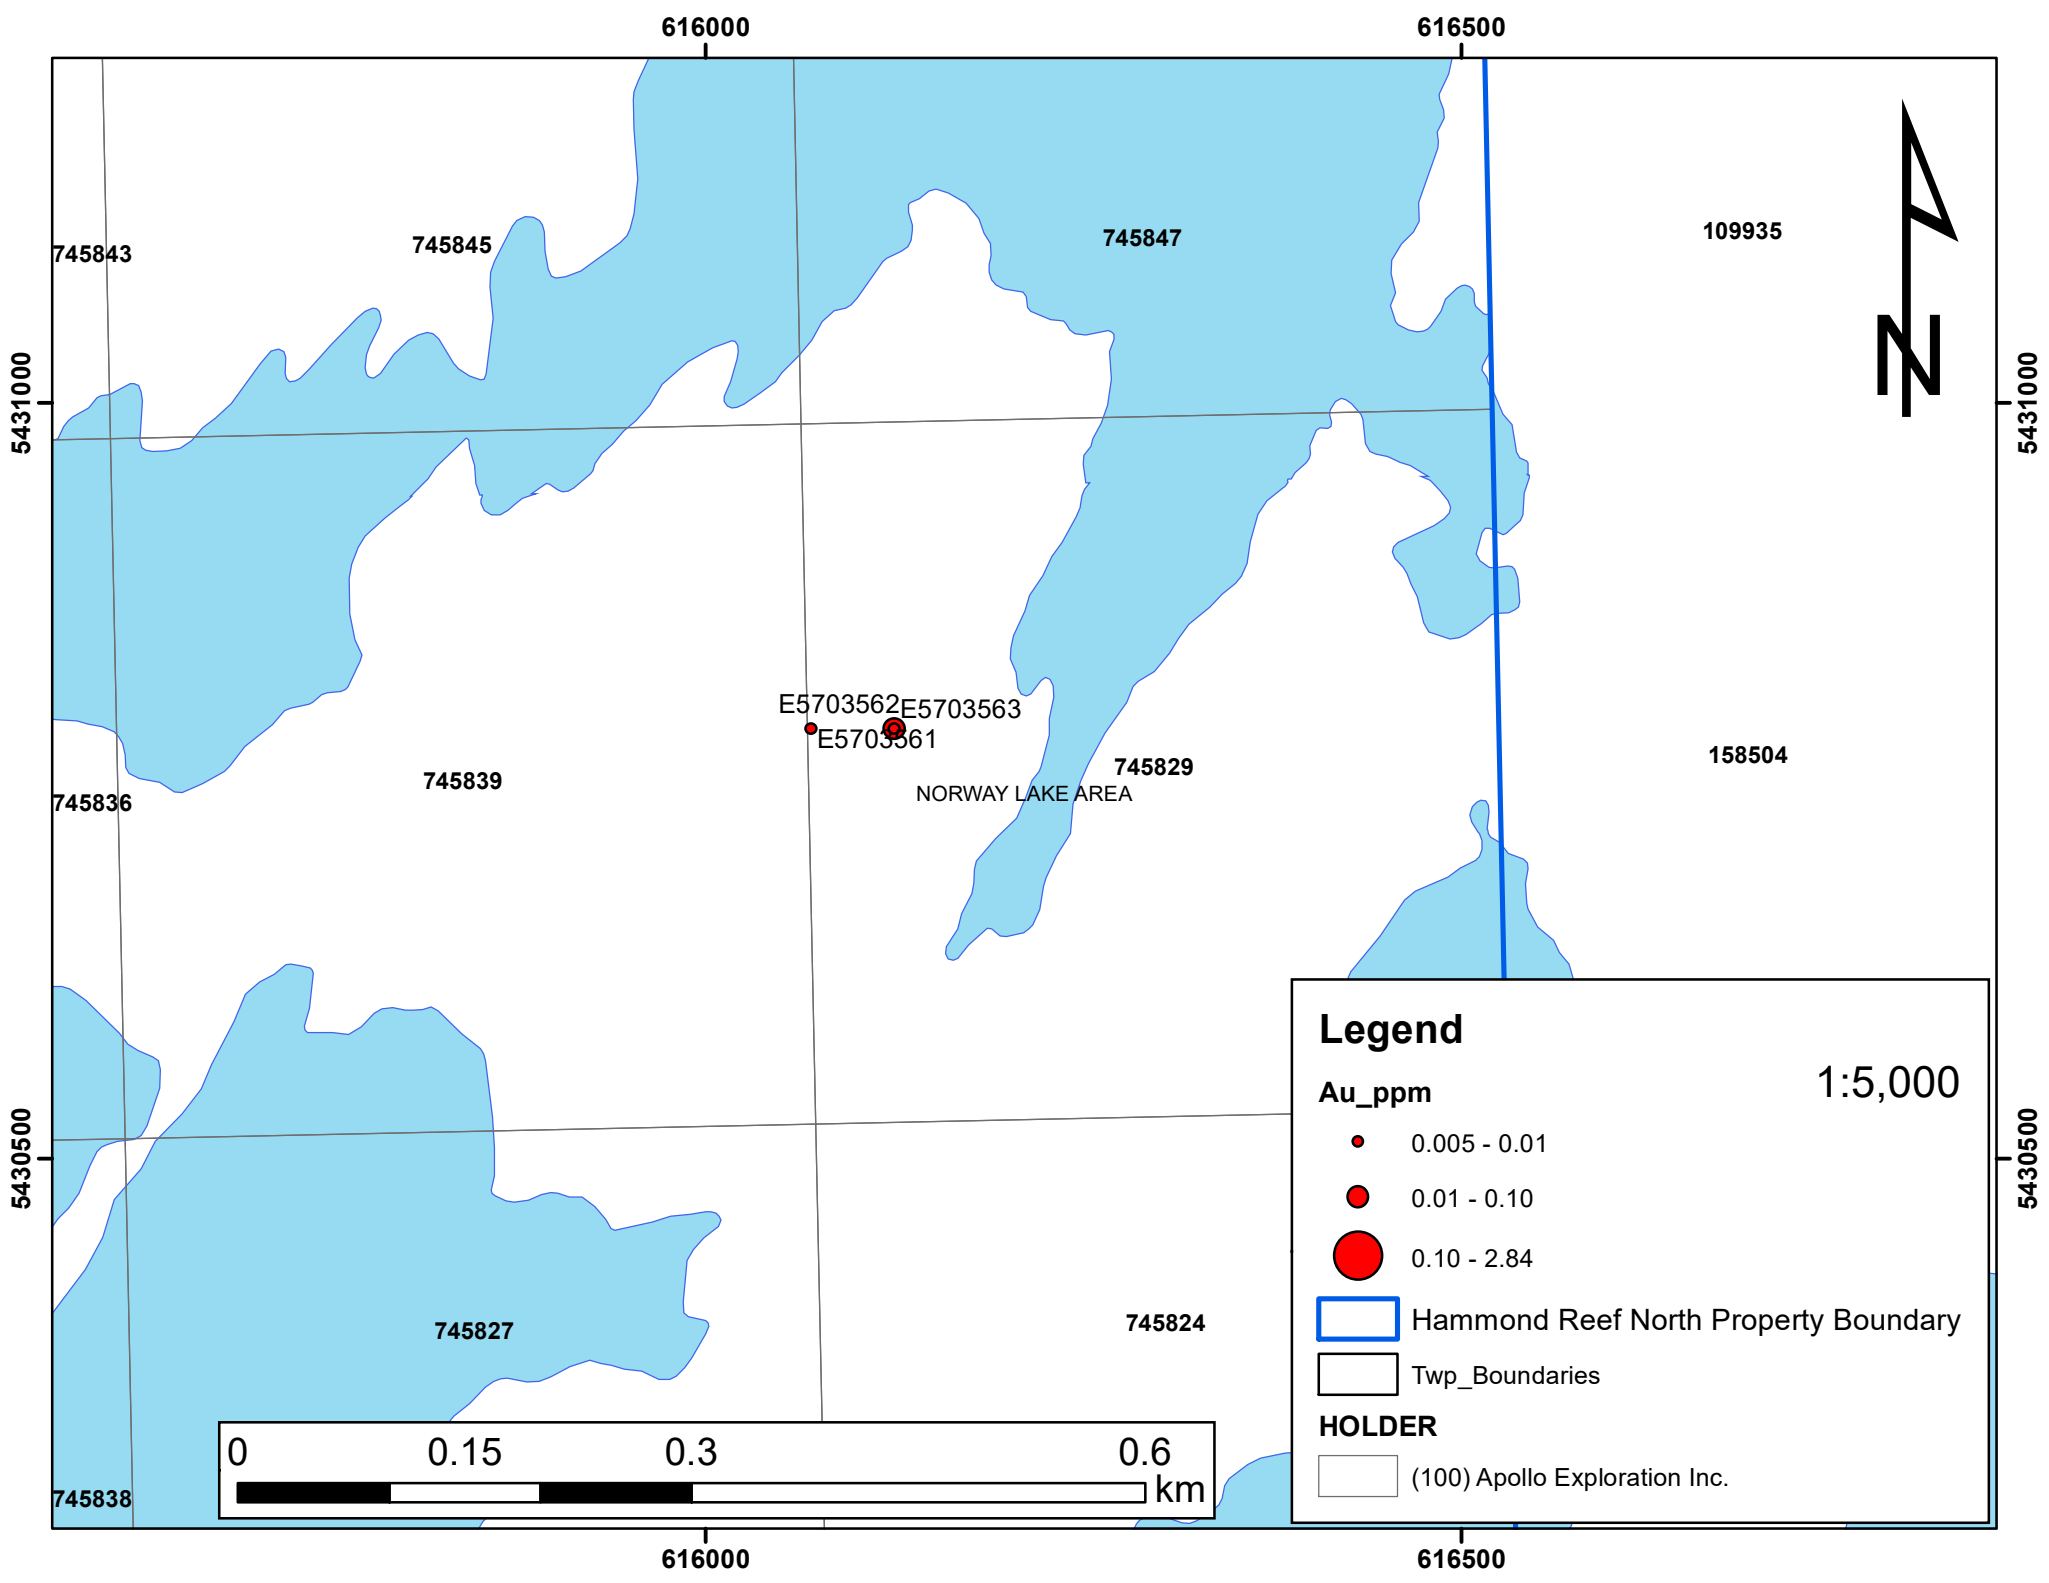 616000
616500
109935
745847
745845
745843
N
5431000
5431000
E5703562
E5703563
E5703561
158504
745829
745839
NORWAY LAKE AREA
745836
Legend
1:5,000
Au_ppm
0.005 - 0.01
5430500
5430500
0.01 - 0.10
0.10 - 2.84
Hammond Reef North Property Boundary
745827
745824
Twp_Boundaries
HOLDER
0 0.15 0.3 0.6
km
(100) Apollo Exploration Inc.
745838
616000
616500